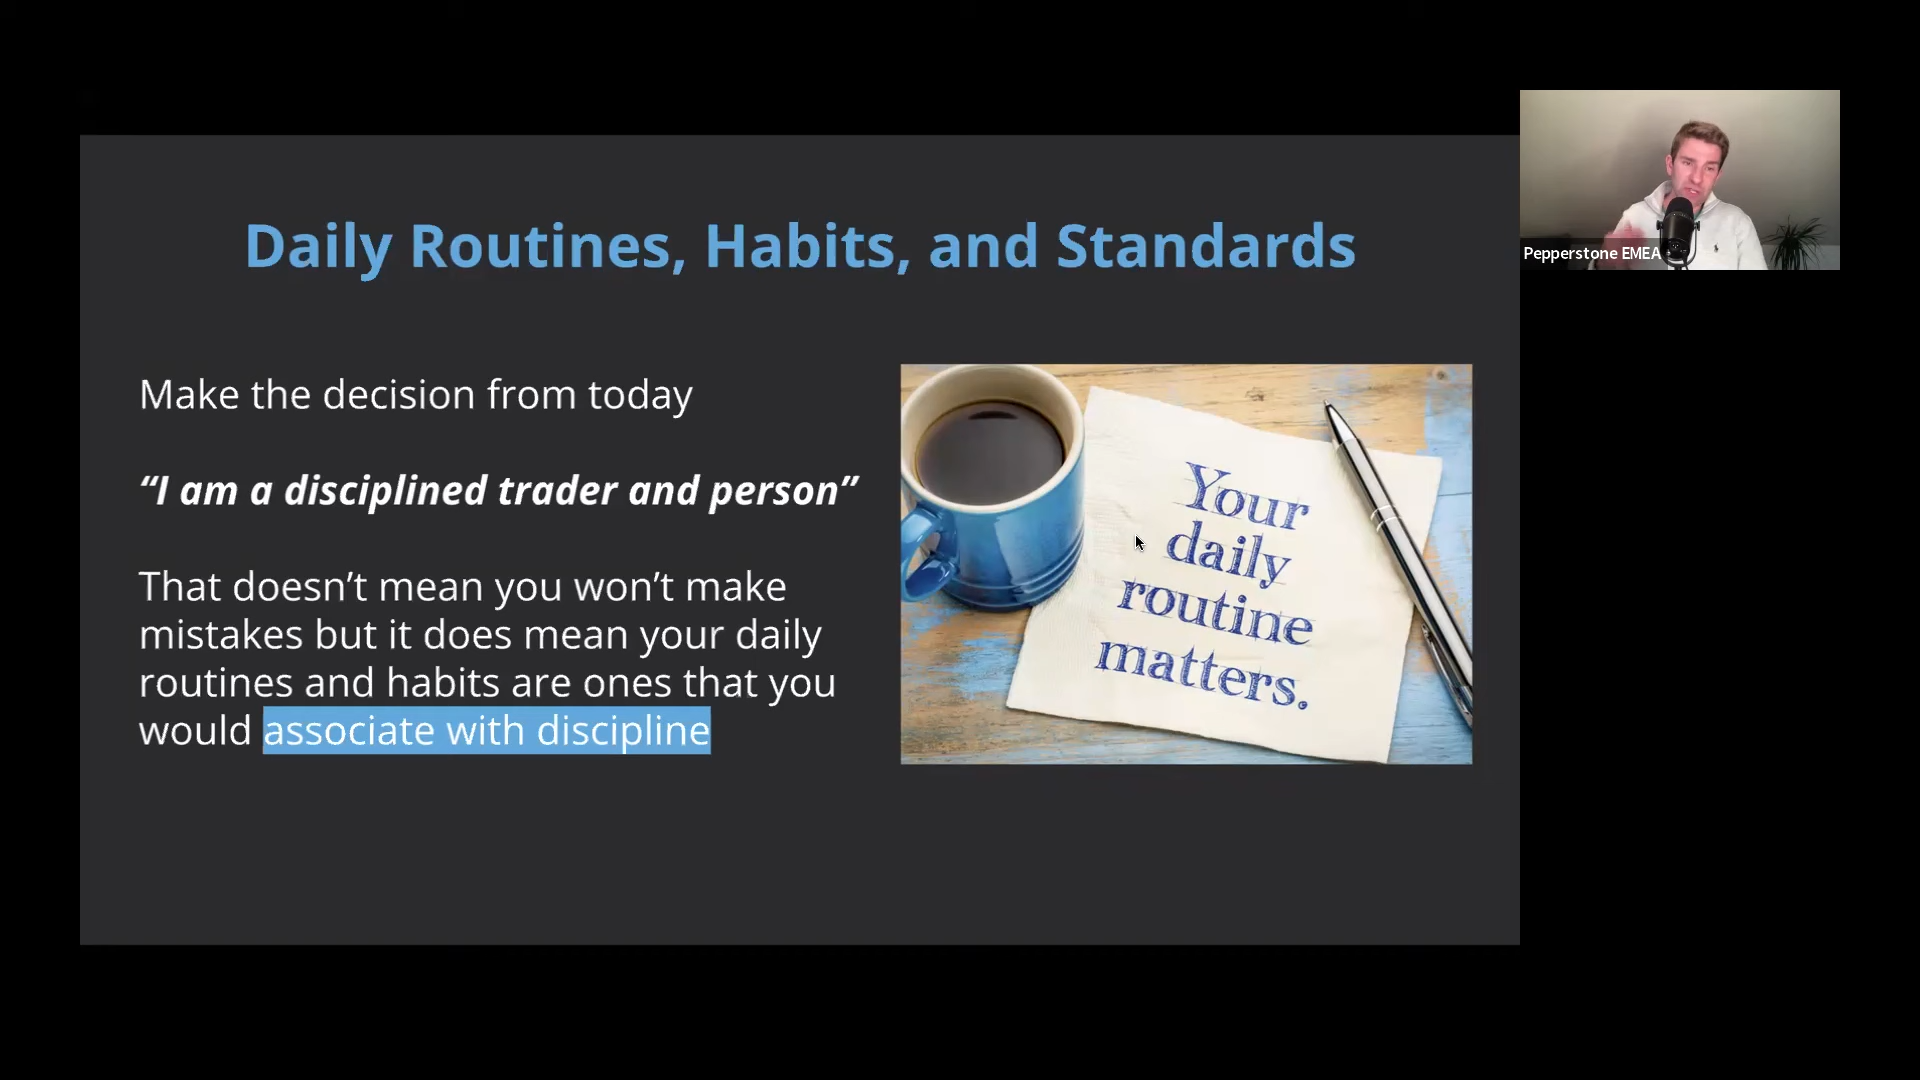 Daily Routines, Habits, and Standards
Make the decision from today
“I am a disciplined trader and person”
That doesn’t mean you won’t make
mistakes but it does mean your daily
routines and habits are ones that you
would associate with discipline
Your
daily
routine
matters.
Pepperstone EMEA